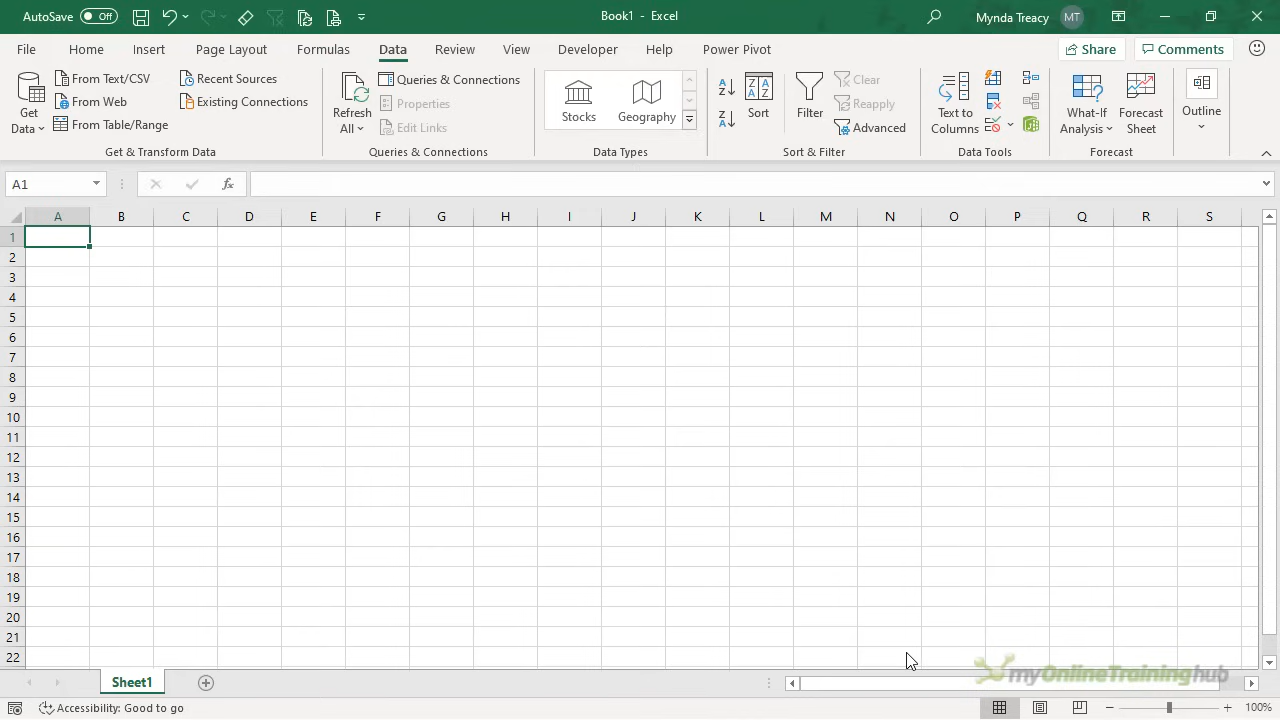 AutoSave Off Book1 - Excel Mynda Treacy MT
File Home Insert Page Layout Formulas Data Review View Developer Help Power Pivot Share Comments
Get Data
From Text/CSV
From Web
From Table/Range
Recent Sources
Existing Connections
Get & Transform Data
Refresh All
Queries & Connections
Properties
Edit Links
Queries & Connections
Stocks
Geography
Data Types
A Z
Z A
Z A A Z
Sort
Filter
Clear
Reapply
Advanced
Sort & Filter
Text to Columns
Data Tools
What-If Analysis
Forecast Sheet
Forecast
Outline
A1 fx
A B C D E F G H I J K L M N O P Q R S
1
2
3
4
5
6
7
8
9
10
11
12
13
14
15
16
17
18
19
20
21
22
myOnlineTraininghub
Sheet1
Accessibility: Good to go 100%